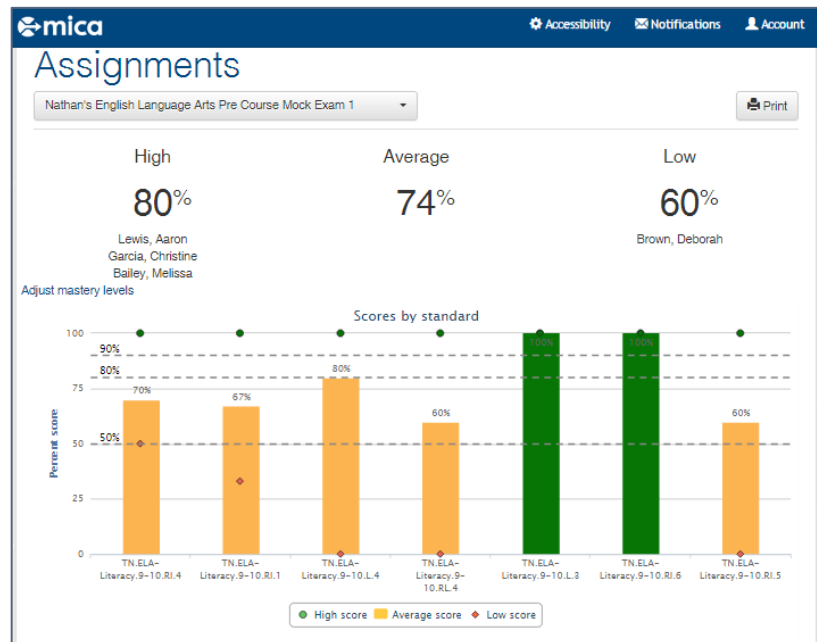 mica
Accessibility
Notifications
Account
Assignments
Nathan's English Language Arts Pre Course Mock Exam 1
Print
High
Average
Low
80%
74%
60%
Lewis, Aaron
Garcia, Christine
Bailey, Melissa
Brown, Deborah
Adjust mastery levels
Scores by standard
Percent score
100
75
50
25
0
90%
80%
50%
70%
67%
80%
60%
100%
100%
60%
TN.ELA-
Literacy.9-10.RI.4
TN.ELA-
Literacy.9-10.RI.1
TN.ELA-
Literacy.9-10.L.4
TN.ELA-
Literacy.9-
10.RL.4
TN.ELA-
Literacy.9-10.L.3
TN.ELA-
Literacy.9-10.RI.6
TN.ELA-
Literacy.9-10.RI.5
High score
Average score
Low score